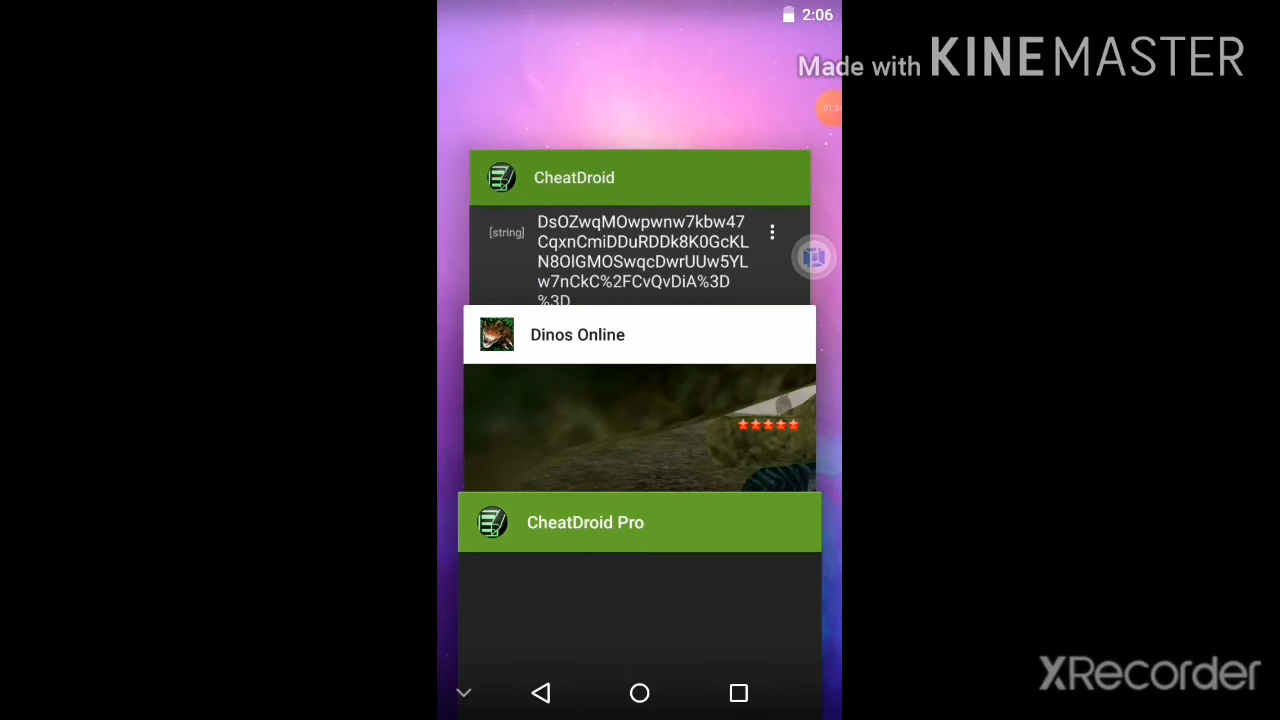 2:06
Made with KINEMASTER
CheatDroid
[string]
DsOZwqMOwpwnw7kbw47
CqxnCmiDDuRDDk8K0GcKL
N8OlGMOSwqcDwrUUw5YL
w7nCkC%2FCvQvDiA%3D
%3D
Dinos Online
CheatDroid Pro
XRecorder